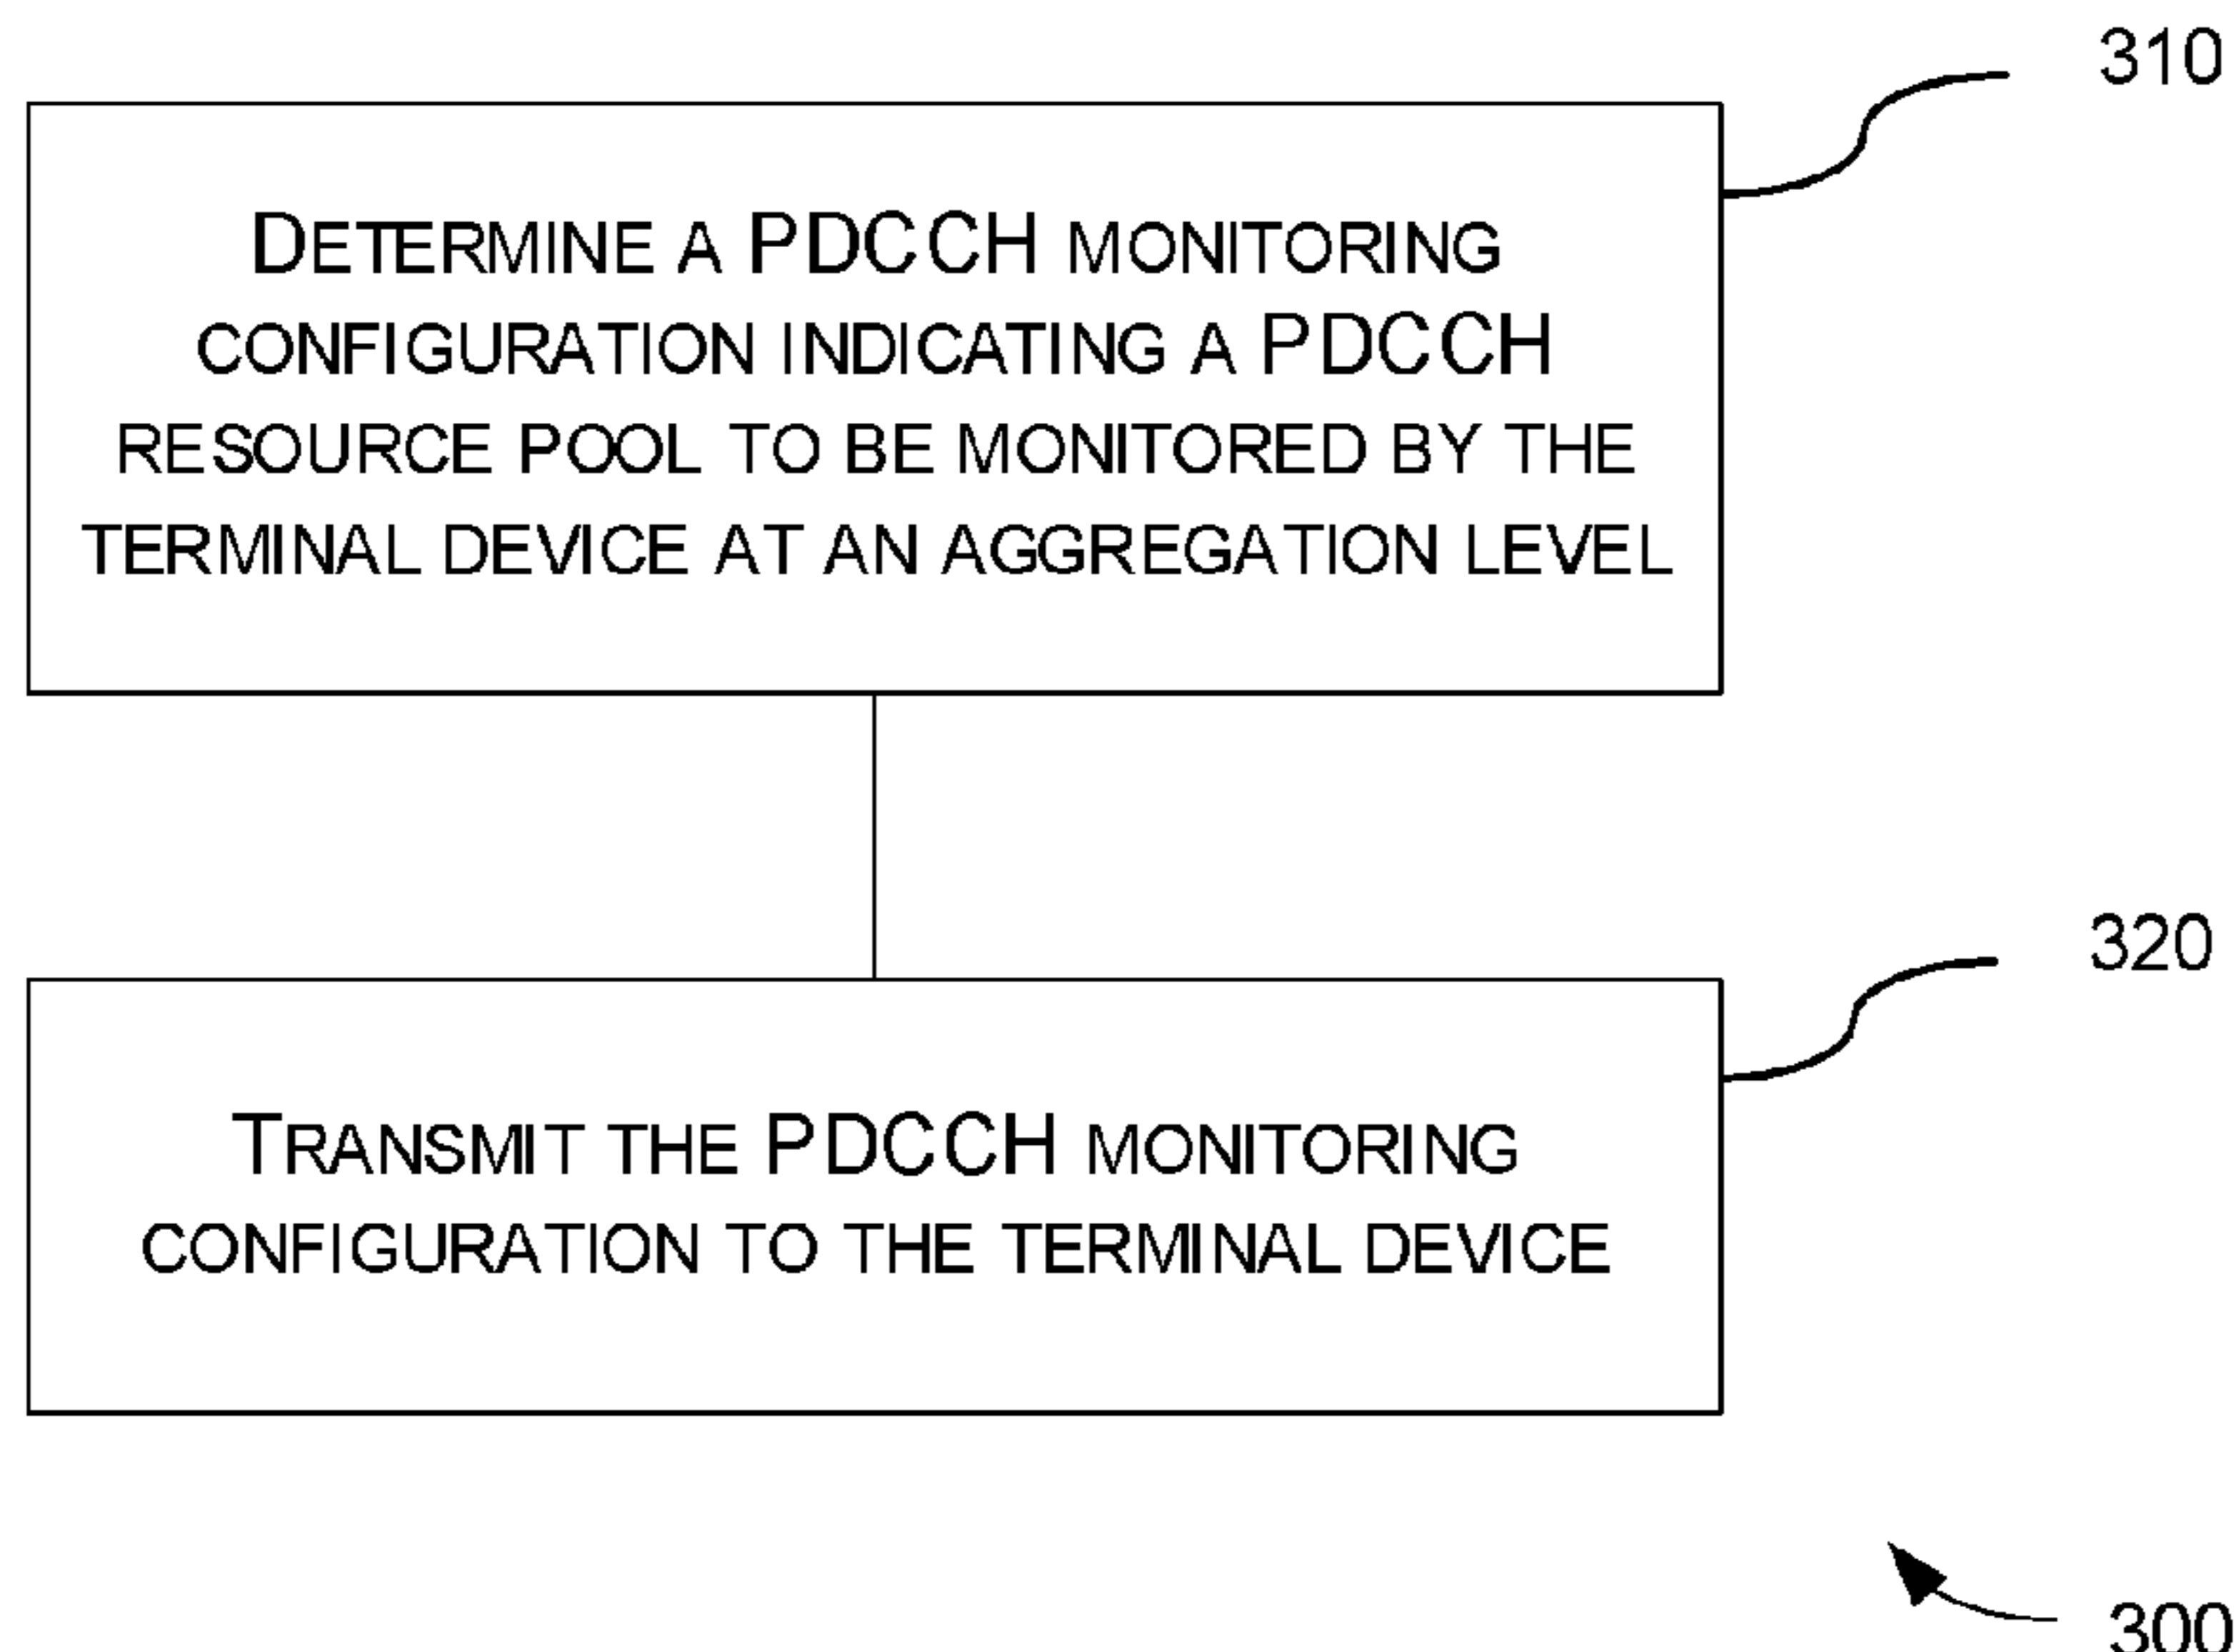 310
DETERMINE A PDCCH MONITORING
CONFIGURATION INDICATING A PDCCH
RESOURCE POOL TO BE MONITORED BY THE
TERMINAL DEVICE AT AN AGGREGATION LEVEL
320
TRANSMIT THE PDCCH MONITORING
CONFIGURATION TO THE TERMINAL DEVICE
300